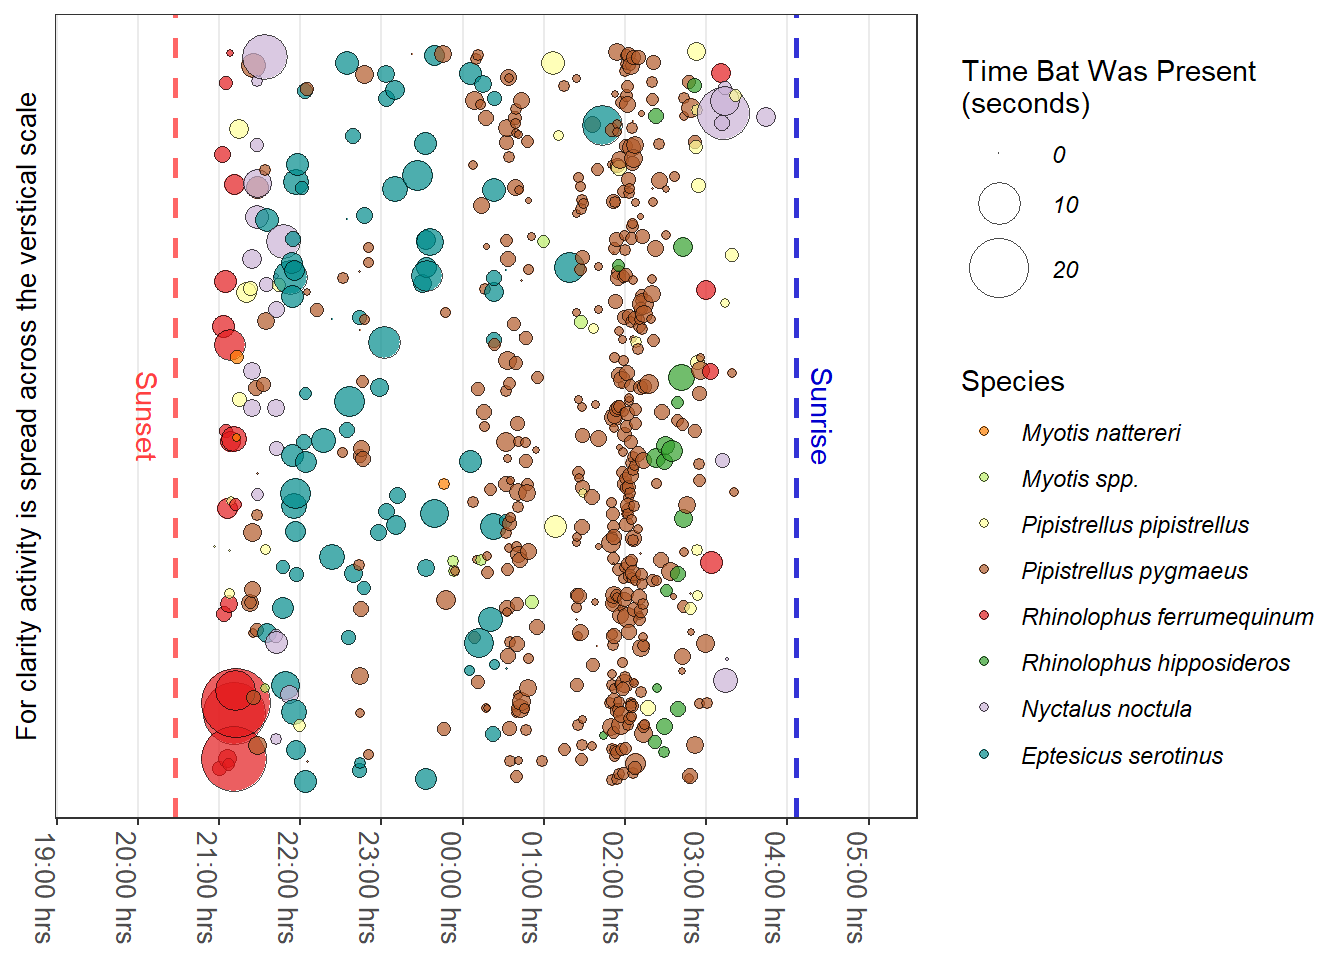 For clarity activity is spread across the verstical scale
Sunset
Sunrise
19:00 hrs
20:00 hrs
21:00 hrs
22:00 hrs
23:00 hrs
00:00 hrs
01:00 hrs
02:00 hrs
03:00 hrs
04:00 hrs
05:00 hrs
Time Bat Was Present
(seconds)
0
10
20
Species
Myotis nattereri
Myotis spp.
Pipistrellus pipistrellus
Pipistrellus pygmaeus
Rhinolophus ferrumequinum
Rhinolophus hipposideros
Nyctalus noctula
Eptesicus serotinus